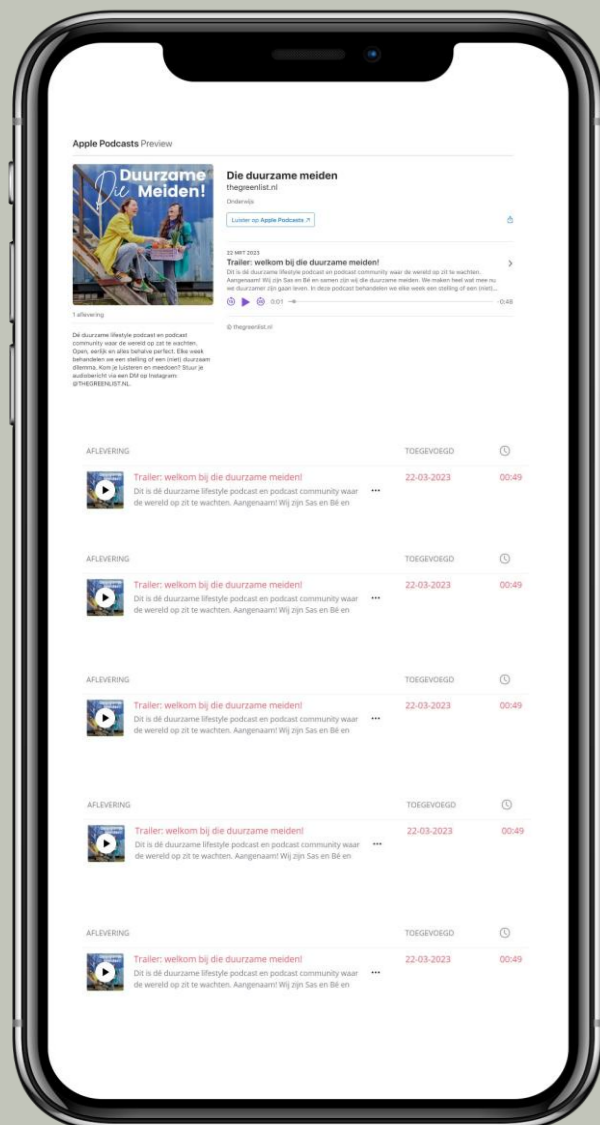 Apple Podcasts Preview
Duurzame
Die Meiden!
Die duurzame meiden
thegreenlist.nl
Onderwijs
Luister op Apple Podcasts ↗
22 MRT 2023
Trailer: welkom bij die duurzame meiden!
Dit is dé duurzame lifestyle podcast en podcast community waar de wereld op zit te wachten.
Aangenaam! Wij zijn Sas en Bé en samen zijn wij de duurzame meiden. We maken heel wat mee nu
we duurzamer zijn gaan leven. In deze podcast behandelen we elke week een stelling of een (niet)...
0:01
-0:48
1 aflevering
© thegreenlist.nl
Dé duurzame lifestyle podcast en podcast
community waar de wereld op zat te wachten.
Open, eerlijk en alles behalve perfect. Elke week
behandelen we een stelling of een (niet) duurzaam
dilemma. Kom je luisteren en meedoen? Stuur je
audiobericht via een DM op Instagram:
@THEGREENLIST.NL
AFLEVERING TOEGEVOEGD
Trailer: welkom bij die duurzame meiden! 22-03-2023 00:49
Dit is dé duurzame lifestyle podcast en podcast community waar ...
de wereld op zit te wachten. Aangenaam! Wij zijn Sas en Bé en
AFLEVERING TOEGEVOEGD
Trailer: welkom bij die duurzame meiden! 22-03-2023 00:49
Dit is dé duurzame lifestyle podcast en podcast community waar ...
de wereld op zit te wachten. Aangenaam! Wij zijn Sas en Bé en
AFLEVERING TOEGEVOEGD
Trailer: welkom bij die duurzame meiden! 22-03-2023 00:49
Dit is dé duurzame lifestyle podcast en podcast community waar ...
de wereld op zit te wachten. Aangenaam! Wij zijn Sas en Bé en
AFLEVERING TOEGEVOEGD
Trailer: welkom bij die duurzame meiden! 22-03-2023 00:49
Dit is dé duurzame lifestyle podcast en podcast community waar ...
de wereld op zit te wachten. Aangenaam! Wij zijn Sas en Bé en
AFLEVERING TOEGEVOEGD
Trailer: welkom bij die duurzame meiden! 22-03-2023 00:49
Dit is dé duurzame lifestyle podcast en podcast community waar ...
de wereld op zit te wachten. Aangenaam! Wij zijn Sas en Bé en